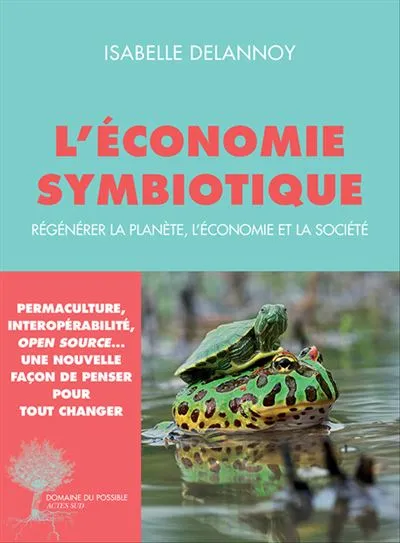 ISABELLE DELANNOY
L'ÉCONOMIE
SYMBIOTIQUE
RÉGÉNÉRER LA PLANÈTE, L'ÉCONOMIE ET LA SOCIÉTÉ
PERMACULTURE,
INTEROPÉRABILITÉ,
OPEN SOURCE...
UNE NOUVELLE
FAÇON DE PENSER
POUR
TOUT CHANGER
DOMAINE DU POSSIBLE
ACTES SUD